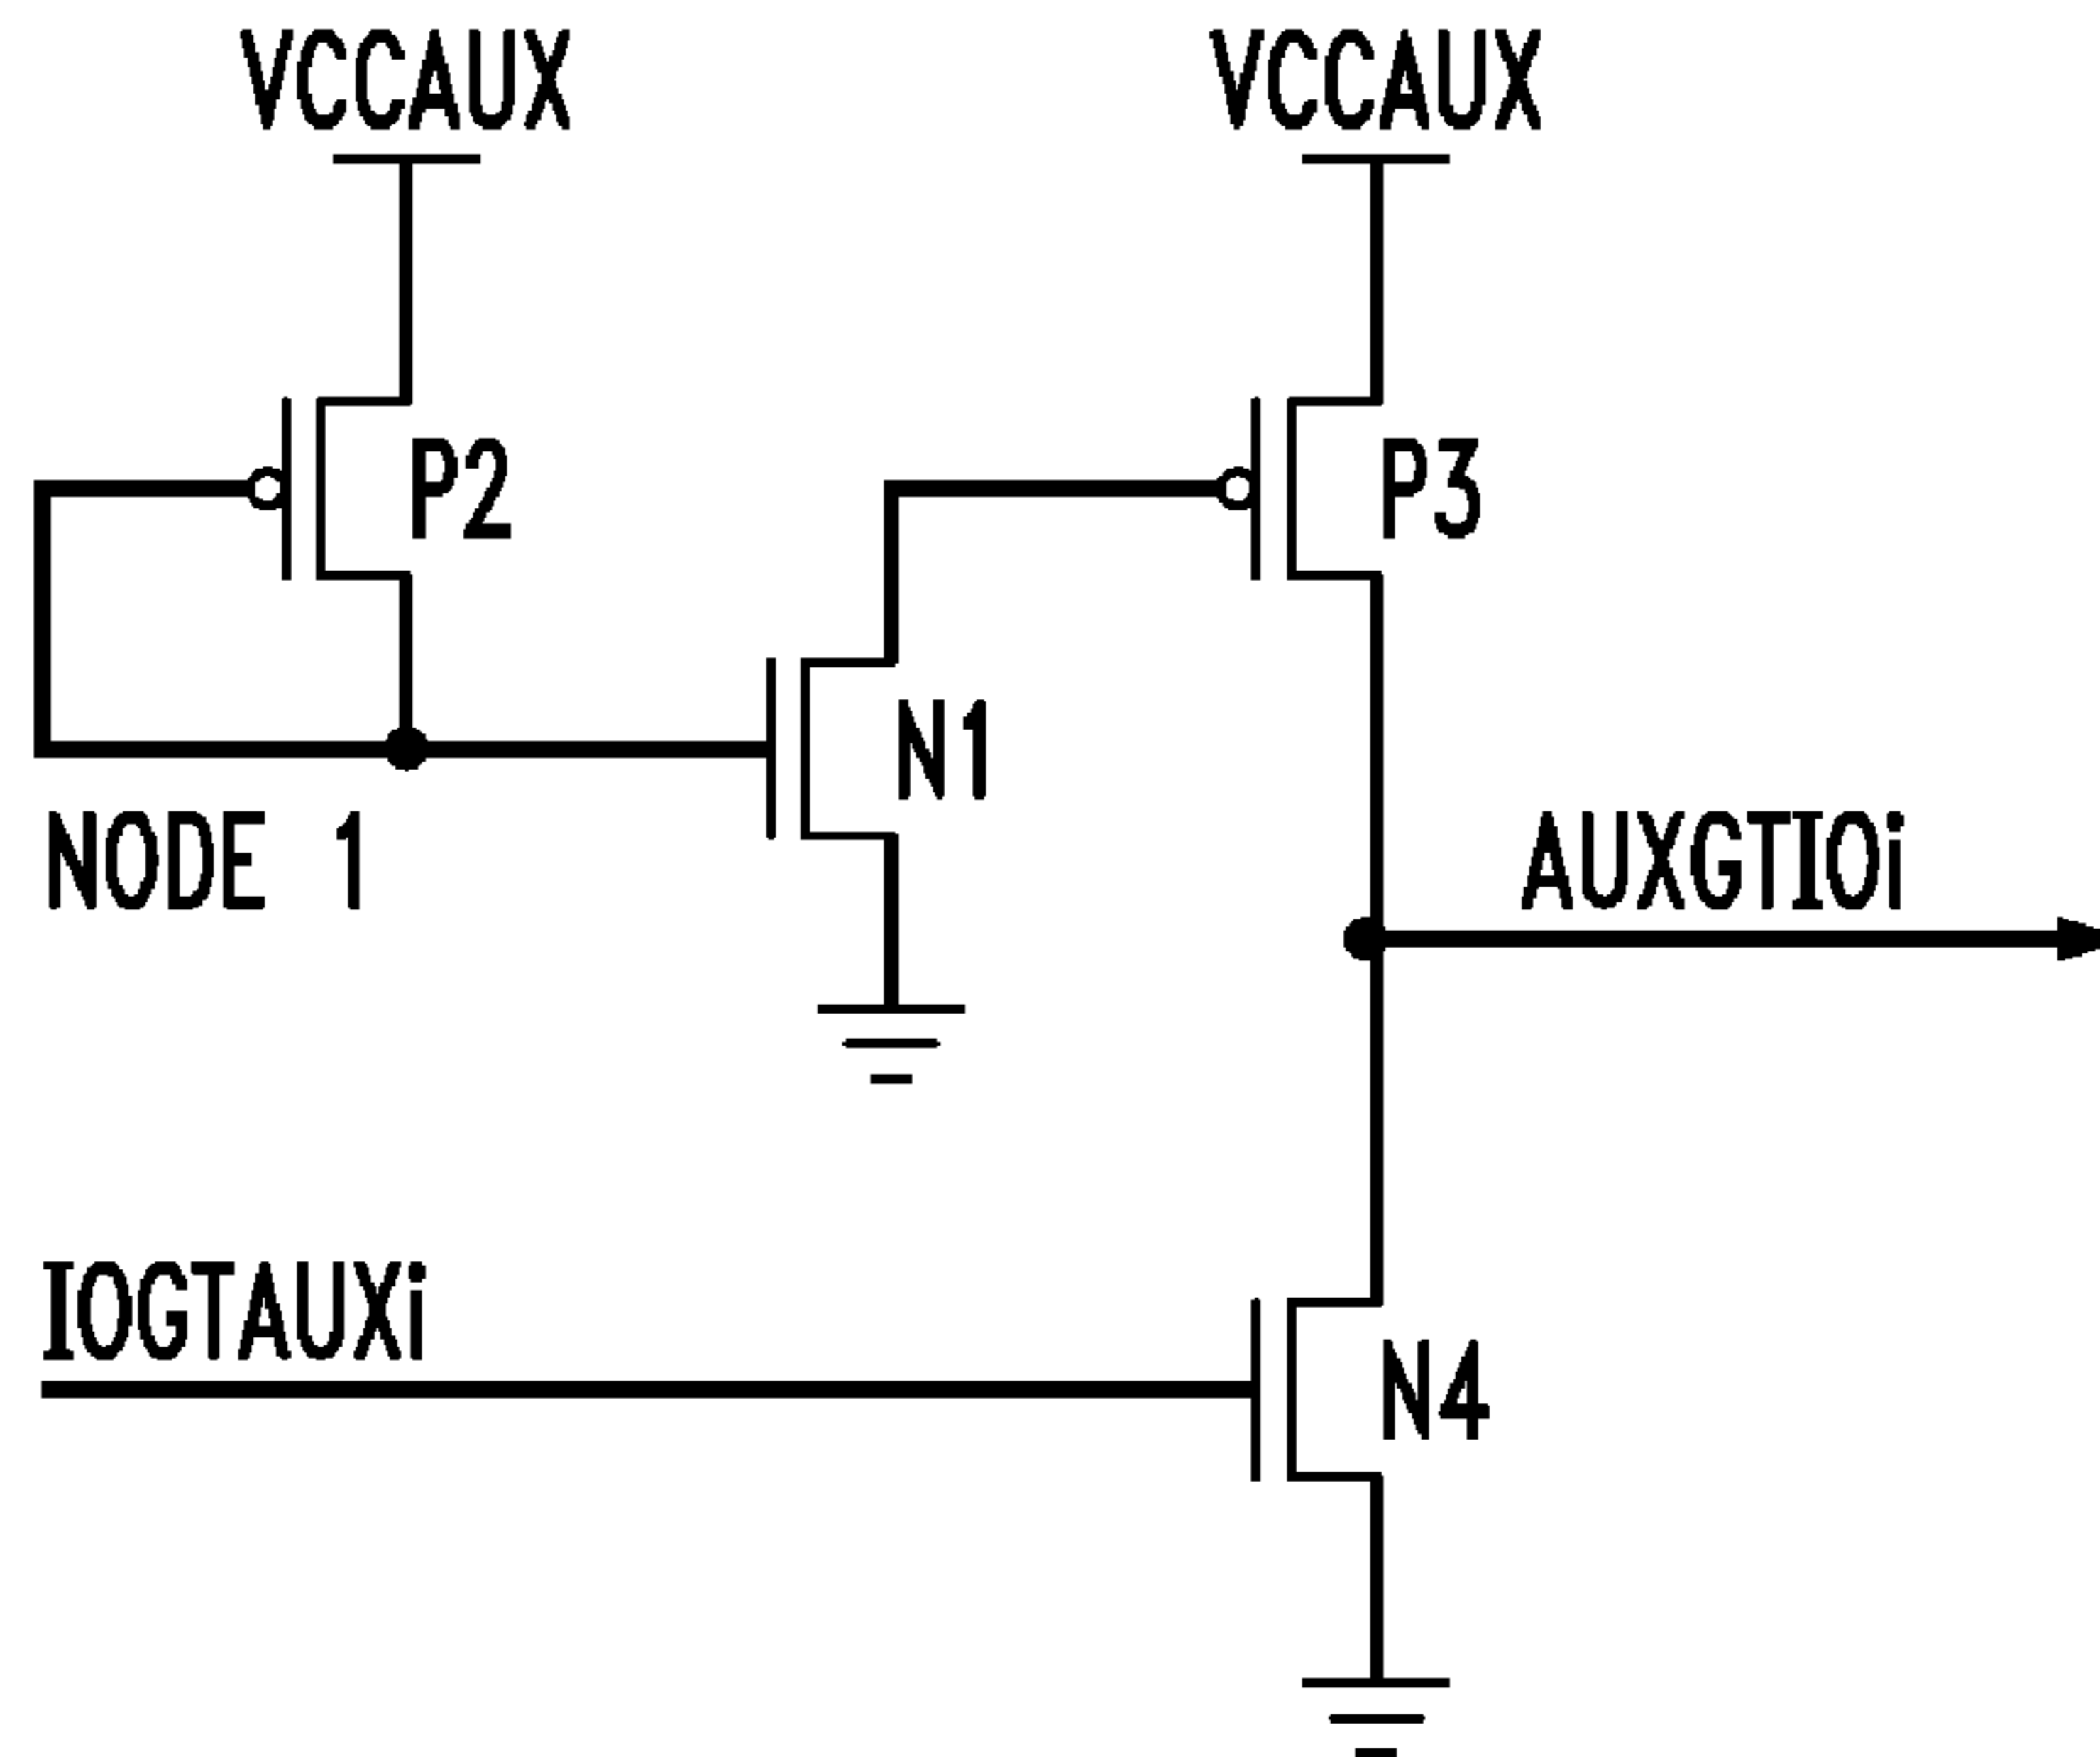 VCCAUX
VCCAUX
P2
P3
N1
NODE 1
AUXGTIOi
IOGTAUXi
N4